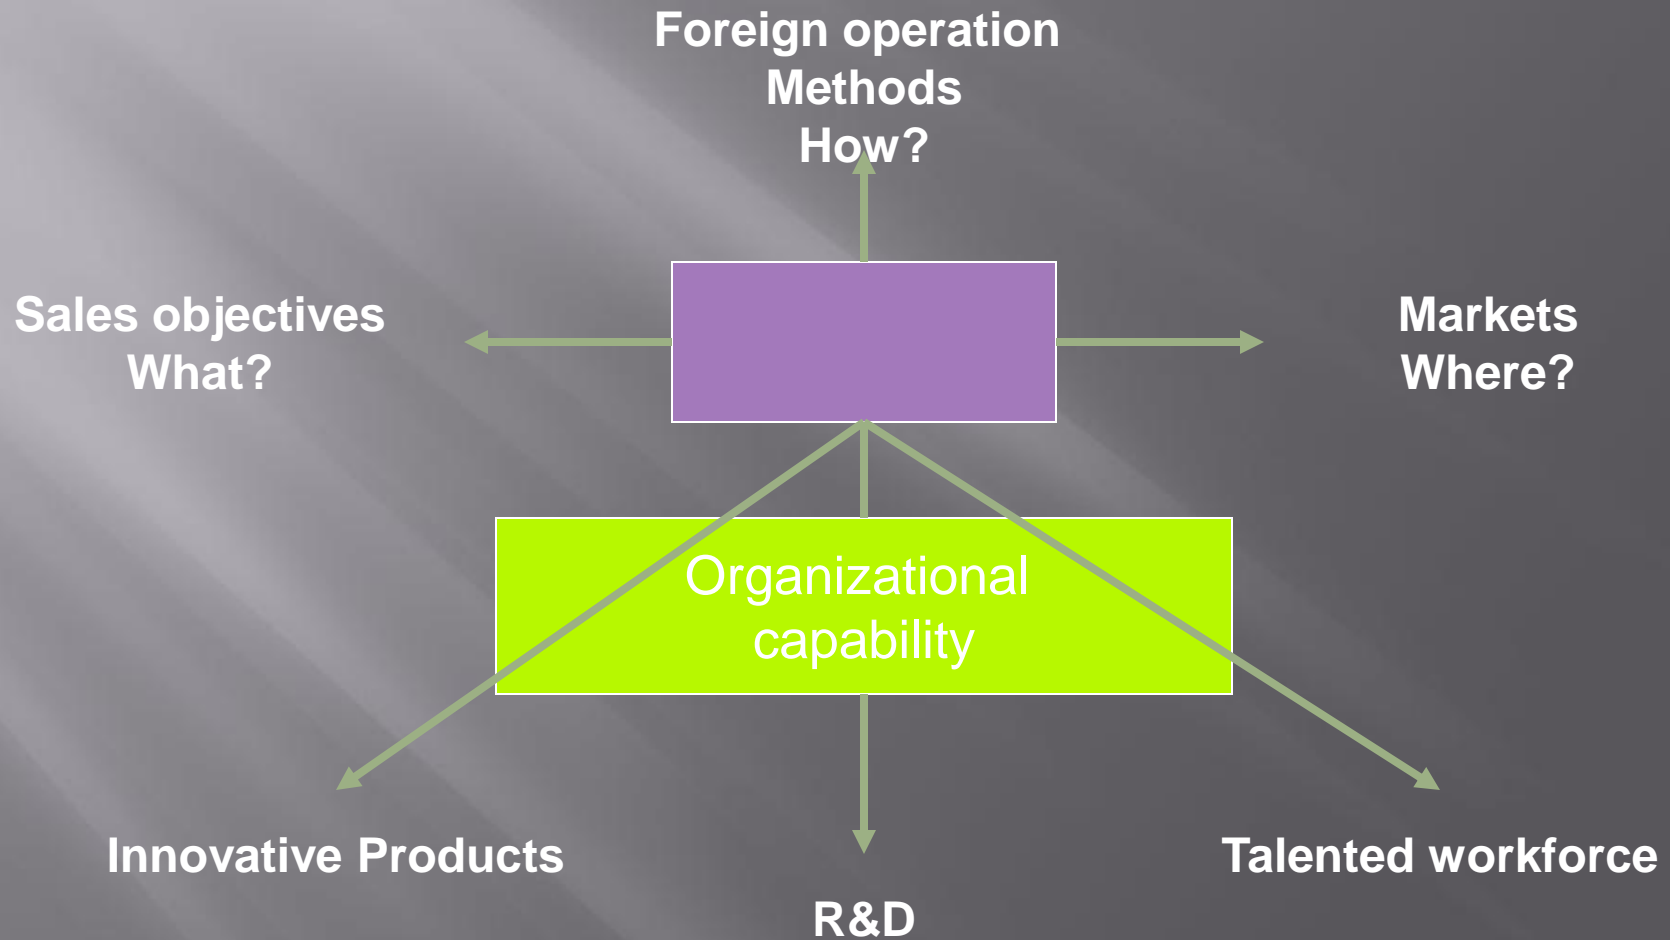 Foreign operation
Methods
How?
Sales objectives
What?
Markets
Where?
Organizational
capability
Innovative Products
Talented workforce
R&D